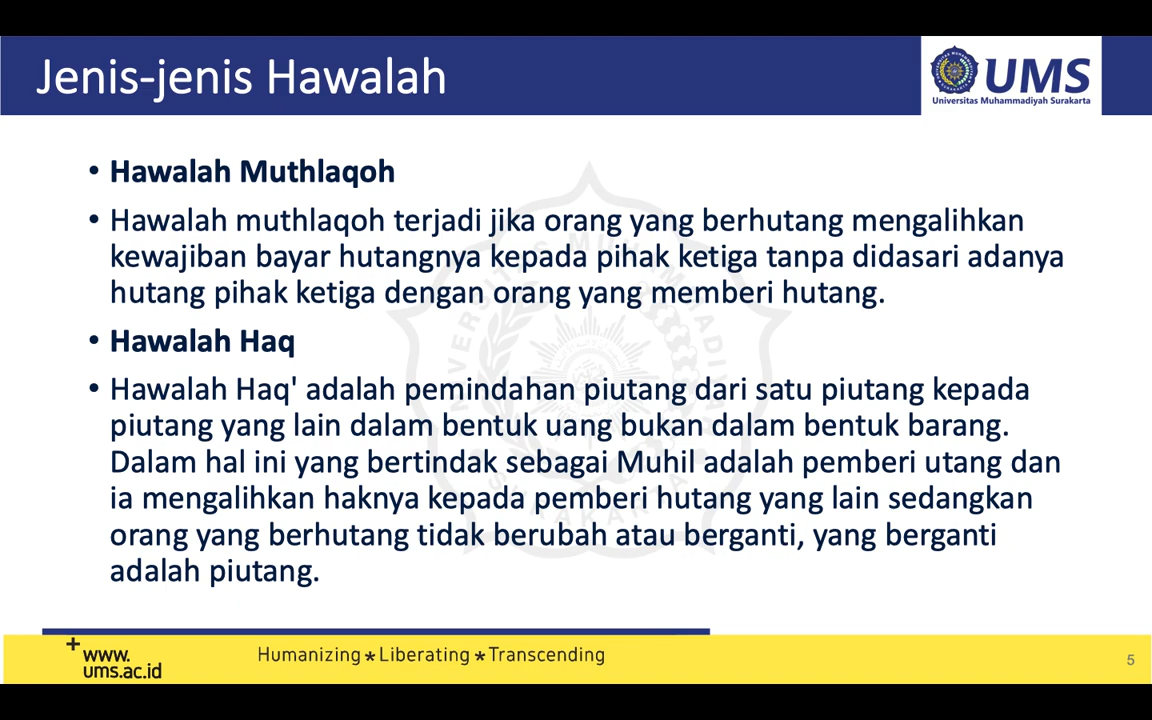 Jenis-jenis Hawalah
UMS
Universitas Muhammadiyah Surakarta
• Hawalah Muthlaqoh
• Hawalah muthlaqoh terjadi jika orang yang berhutang mengalihkan
kewajiban bayar hutangnya kepada pihak ketiga tanpa didasari adanya
hutang pihak ketiga dengan orang yang memberi hutang.
• Hawalah Haq
• Hawalah Haq' adalah pemindahan piutang dari satu piutang kepada
piutang yang lain dalam bentuk uang bukan dalam bentuk barang.
Dalam hal ini yang bertindak sebagai Muhil adalah pemberi utang dan
ia mengalihkan haknya kepada pemberi hutang yang lain sedangkan
orang yang berhutang tidak berubah atau berganti, yang berganti
adalah piutang.
+www.
ums.ac.id
Humanizing ★ Liberating ★ Transcending
5